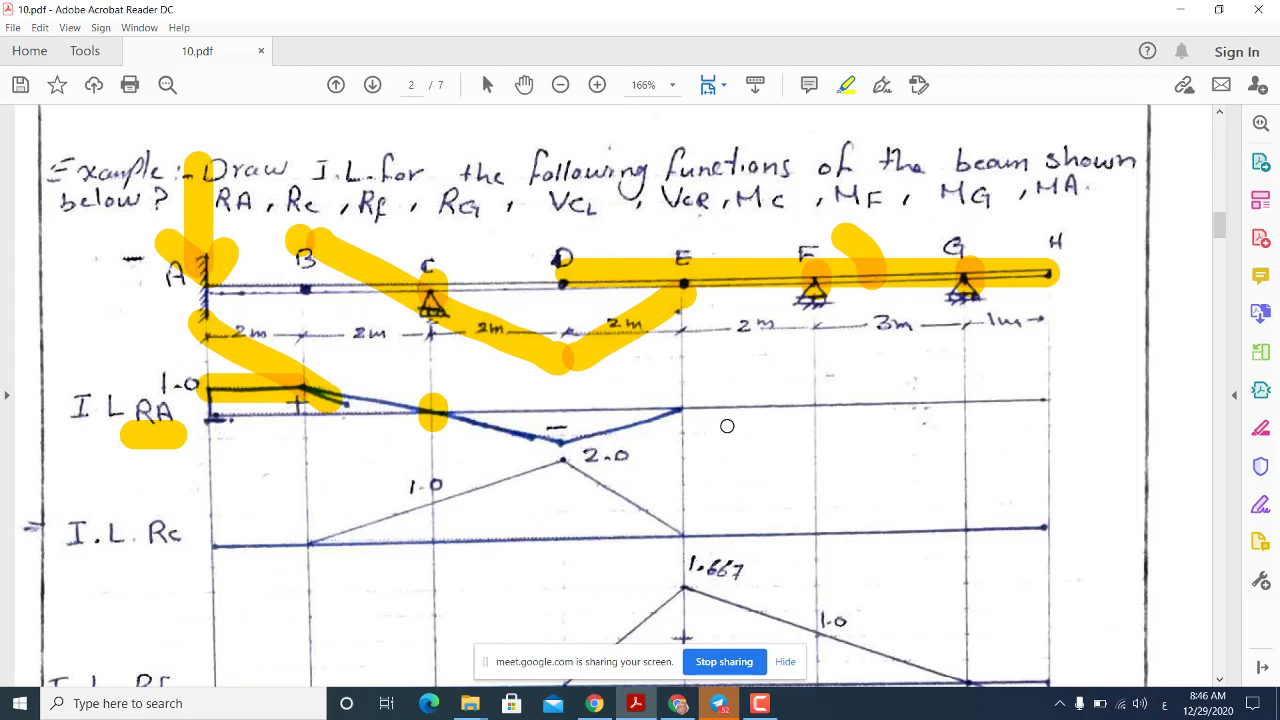 10.pdf - Adobe Acrobat Reader DC
File Edit View Sign Window Help
Home Tools 10.pdf × Sign In
2 / 7 166%
Example:- Draw I.L. for the following functions of the beam shown
below? RA, Rc, Rf, RG, VCL, VCR, Mc, MF, MG, MA.
A B C D E F G H
2m 2m 2m 2m 2m 3m 1m
1.0
I L RA + −
2.0
1.0
I.L. Rc
1.667
1.0
+
meet.google.com is sharing your screen. Stop sharing Hide
I.L. RF
Type here to search
52
8:46 AM
12/29/2020